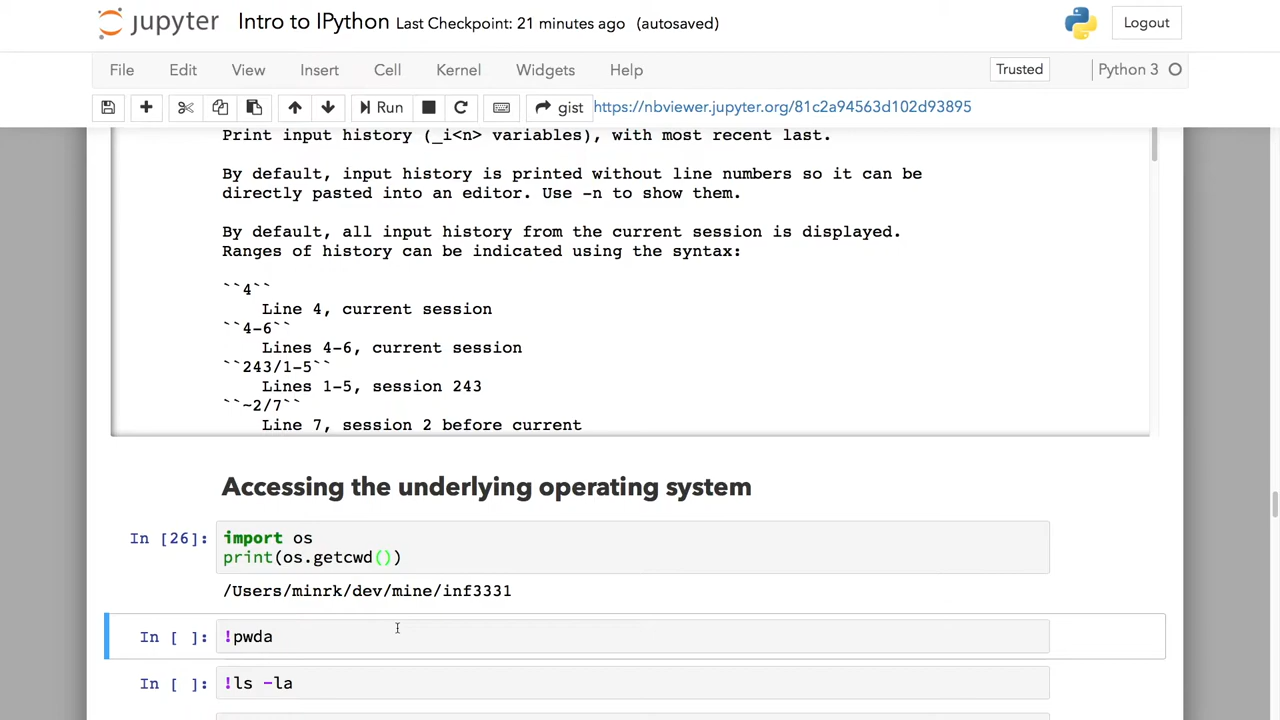 jupyter Intro to IPython Last Checkpoint: 21 minutes ago (autosaved) Logout
File Edit View Insert Cell Kernel Widgets Help Trusted Python 3
Run gist https://nbviewer.jupyter.org/81c2a94563d102d93895
Print input history (_i<n> variables), with most recent last.
By default, input history is printed without line numbers so it can be
directly pasted into an editor. Use -n to show them.
By default, all input history from the current session is displayed.
Ranges of history can be indicated using the syntax:
``4``
Line 4, current session
``4-6``
Lines 4-6, current session
``243/1-5``
Lines 1-5, session 243
``~2/7``
Line 7, session 2 before current
Accessing the underlying operating system
In [26]: import os
print(os.getcwd())
/Users/minrk/dev/mine/inf3331
In [ ]: !pwda
In [ ]: !ls -la